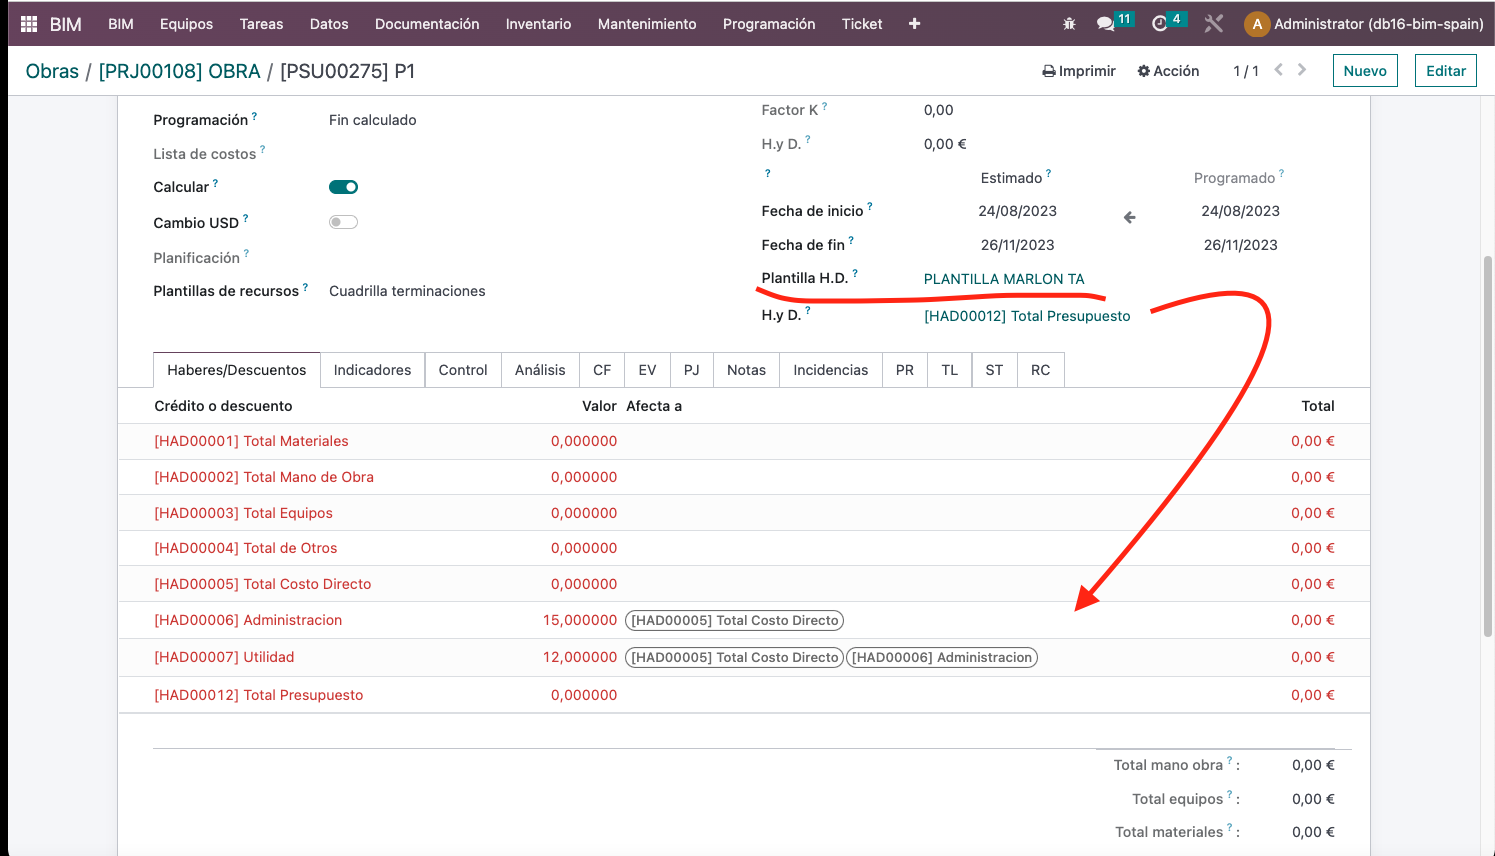 BIM BIM Equipos Tareas Datos Documentación Inventario Mantenimiento Programación Ticket + 11 4 A Administrator (db16-bim-spain)
Obras / [PRJ00108] OBRA / [PSU00275] P1 Imprimir Acción 1 / 1 Nuevo Editar
Factor K ? 0,00
Programación ? Fin calculado
H.y D. ? 0,00 €
Lista de costos ?
? Estimado ? Programado ?
Calcular ?
Fecha de inicio ? 24/08/2023 24/08/2023
Cambio USD ?
Fecha de fin ? 26/11/2023 26/11/2023
Planificación ?
Plantilla H.D. ? PLANTILLA MARLON TA
Plantillas de recursos ? Cuadrilla terminaciones
H.y D. ? [HAD00012] Total Presupuesto
Haberes/Descuentos Indicadores Control Análisis CF EV PJ Notas Incidencias PR TL ST RC
Crédito o descuento Valor Afecta a Total
[HAD00001] Total Materiales 0,000000 0,00 €
[HAD00002] Total Mano de Obra 0,000000 0,00 €
[HAD00003] Total Equipos 0,000000 0,00 €
[HAD00004] Total de Otros 0,000000 0,00 €
[HAD00005] Total Costo Directo 0,000000 0,00 €
[HAD00006] Administracion 15,000000 [HAD00005] Total Costo Directo 0,00 €
[HAD00007] Utilidad 12,000000 [HAD00005] Total Costo Directo [HAD00006] Administracion 0,00 €
[HAD00012] Total Presupuesto 0,000000 0,00 €
Total mano obra ? : 0,00 €
Total equipos ? : 0,00 €
Total materiales ? : 0,00 €